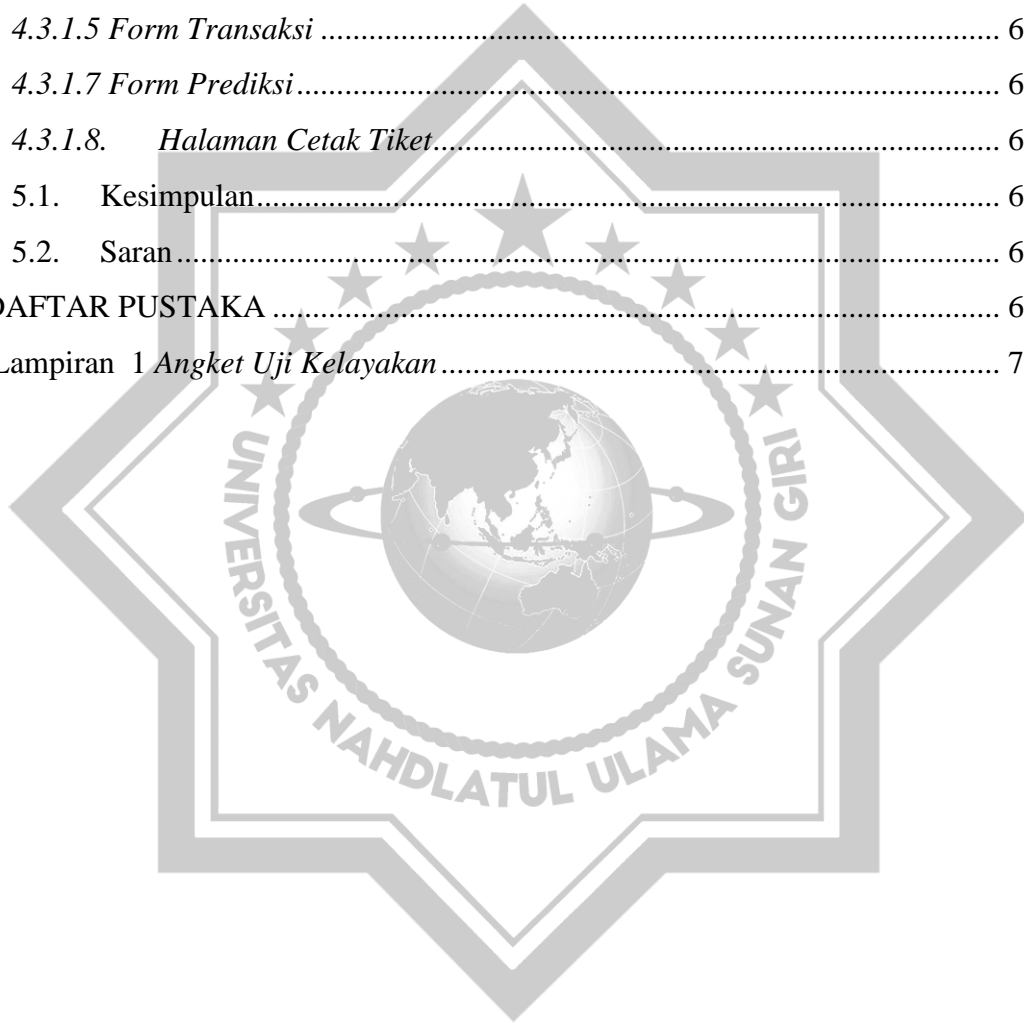 4.3.1.5 Form Transaksi ........ 6
4.3.1.7 Form Prediksi ........ 6
4.3.1.8. Halaman Cetak Tiket ........ 6
5.1. Kesimpulan ........ 6
5.2. Saran ........ 6
DAFTAR PUSTAKA ........ 6
Lampiran 1 Angket Uji Kelayakan ........ 7
UNIVERSITAS NAHDLATUL ULAMA SUNAN GIRI